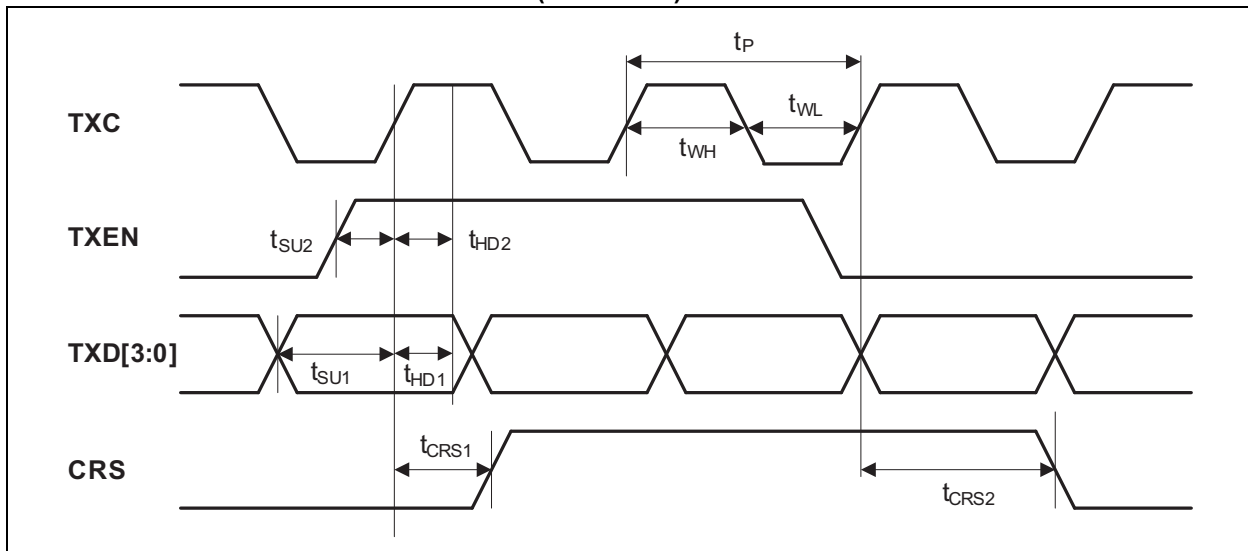 tP
TXC
tWL
tWH
TXEN
tSU2
tHD2
TXD[3:0]
tSU1
tHD1
CRS
tCRS1
tCRS2